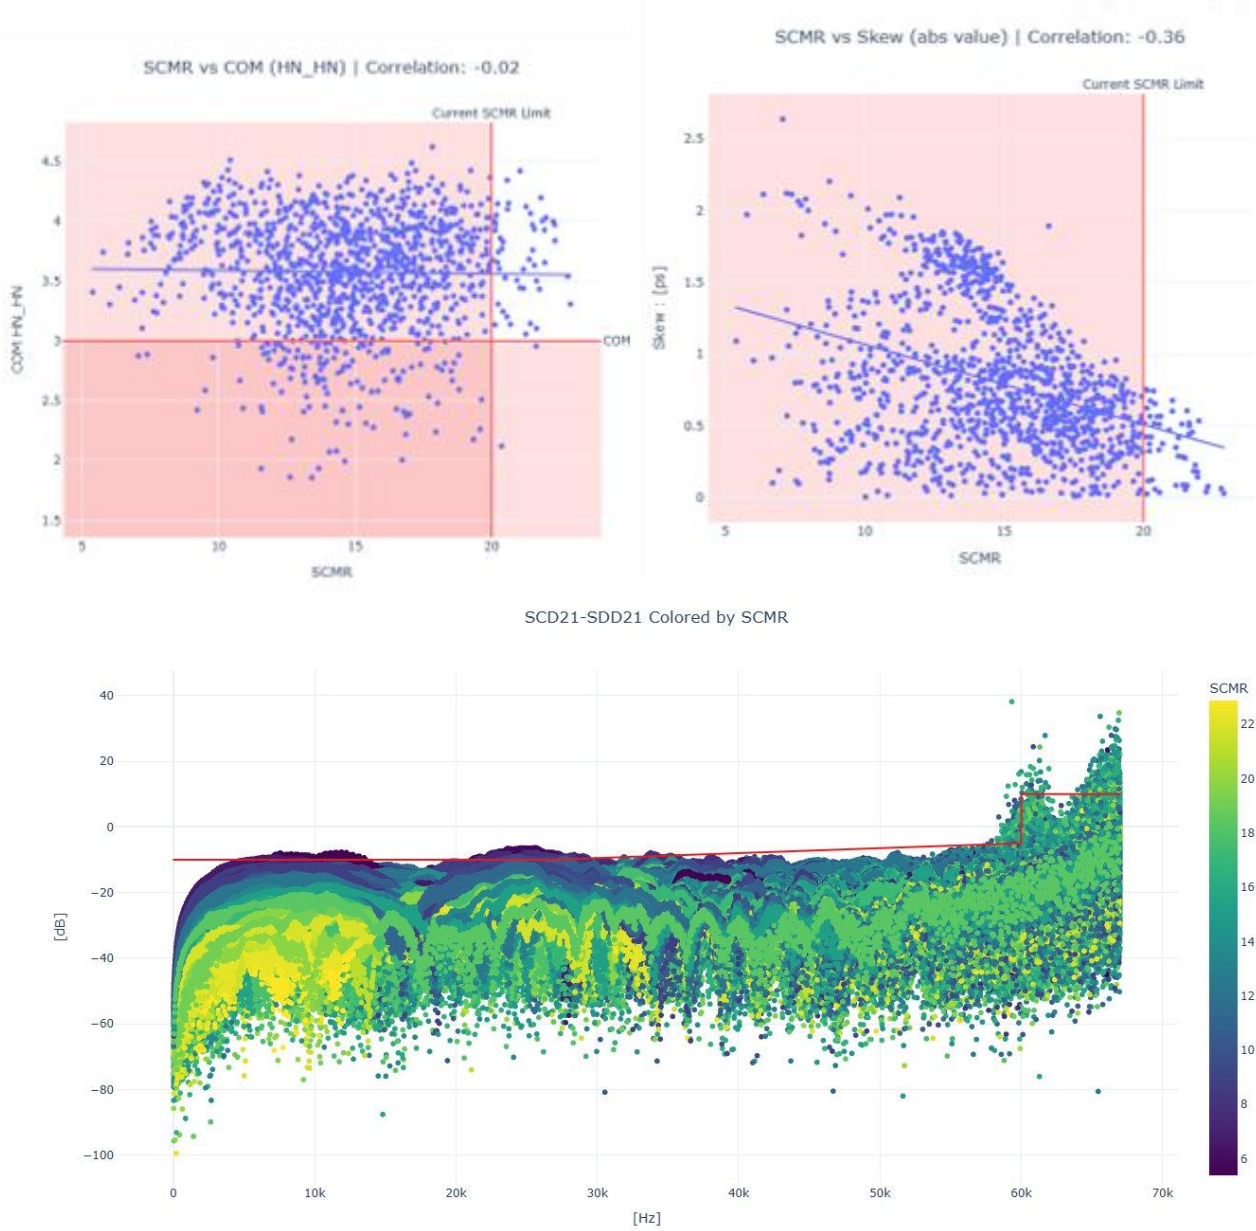 SCMR vs COM (HN_HN) | Correlation: -0.02
Current SCMR Limit
4.5
4
3.5
3
2.5
2
1.5
COM HN_HN
COM
5
10
15
20
SCMR
SCMR vs Skew (abs value) | Correlation: -0.36
Current SCMR Limit
2.5
2
1.5
1
0.5
0
Skew : [ps]
5
10
15
20
SCMR
SCD21-SDD21 Colored by SCMR
40
20
0
−20
−40
−60
−80
−100
[dB]
0
10k
20k
30k
40k
50k
60k
70k
[Hz]
SCMR
22
20
18
16
14
12
10
8
6